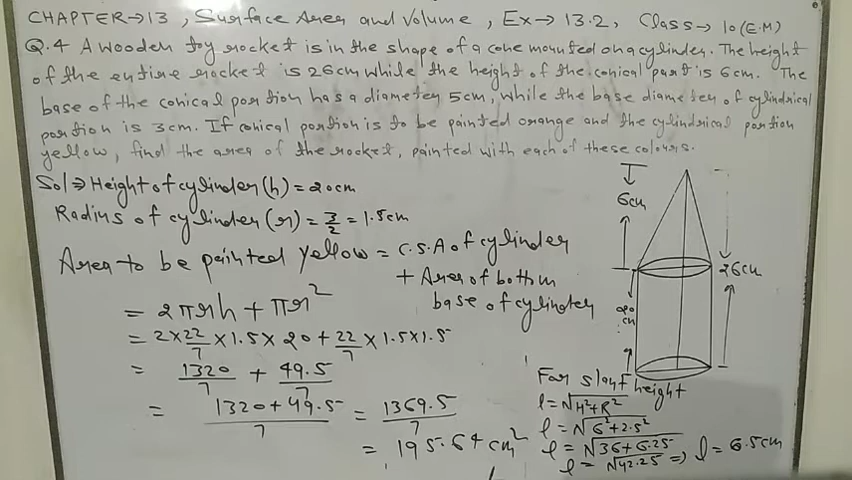 CHAPTER→13, Surface Area and Volume, Ex→13.2, Class→10(E.M)
Q.4 A wooden toy rocket is in the shape of a cone mounted on a cylinder. The height
of the entire rocket is 26cm while the height of the conical part is 6cm. The
base of the conical portion has a diameter 5cm, while the base diameter of cylindrical
portion is 3cm. If conical portion is to be painted orange and the cylindrical portion
yellow, find the area of the rocket, painted with each of these colours.
Sol⇒ Height of cylinder (h) = 20cm
Radius of cylinder (r) = 3/2 = 1.5cm
Area to be painted yellow = C.S.A of cylinder
+ Area of bottom
base of cylinder
= 2πrh + πr²
= 2×22/7 × 1.5 × 20 + 22/7 × 1.5 × 1.5
= 1320/7 + 49.5/7
= 1320+49.5/7 = 1369.5/7
= 195.64 cm²
6cm
26cm
20
cm
For slant height
l = √H²+R²
l = √6²+2.5²
l = √36+6.25
l = √42.25 ⇒ l = 6.5cm